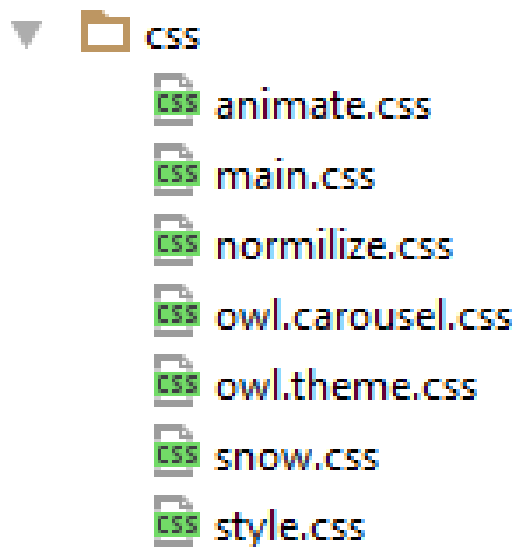 css
CSS animate.css
CSS main.css
CSS normilize.css
CSS owl.carousel.css
CSS owl.theme.css
CSS snow.css
CSS style.css